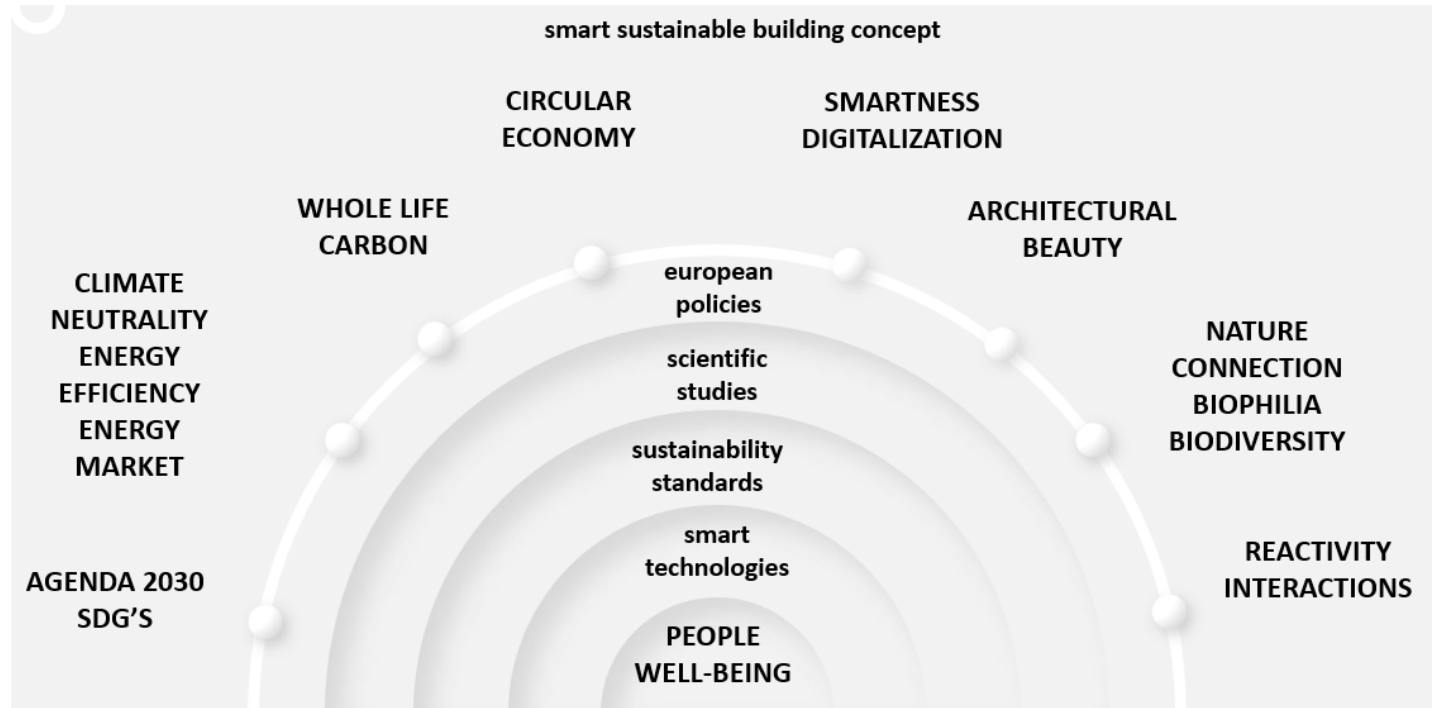 smart sustainable building concept
CIRCULAR
ECONOMY
SMARTNESS
DIGITALIZATION
WHOLE LIFE
CARBON
ARCHITECTURAL
BEAUTY
CLIMATE
NEUTRALITY
ENERGY
EFFICIENCY
ENERGY
MARKET
NATURE
CONNECTION
BIOPHILIA
BIODIVERSITY
AGENDA 2030
SDG’S
REACTIVITY
INTERACTIONS
european
policies
scientific
studies
sustainability
standards
smart
technologies
PEOPLE
WELL-BEING